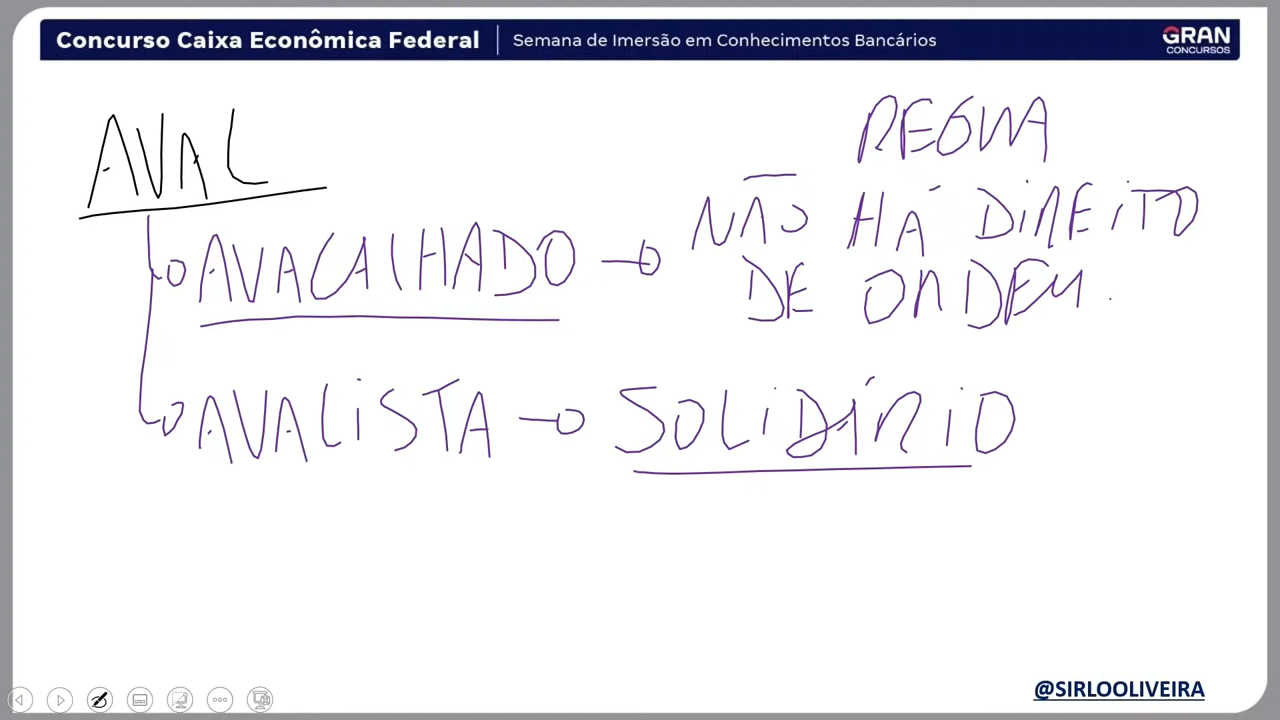 Concurso Caixa Econômica Federal | Semana de Imersão em Conhecimentos Bancários
GRAN
CONCURSOS
AVAL
REGRA
AVACALHADO → NÃO HÁ DIREITO
DE ORDEM.
AVALISTA → SOLIDÁRIO
@SIRLOOLIVEIRA